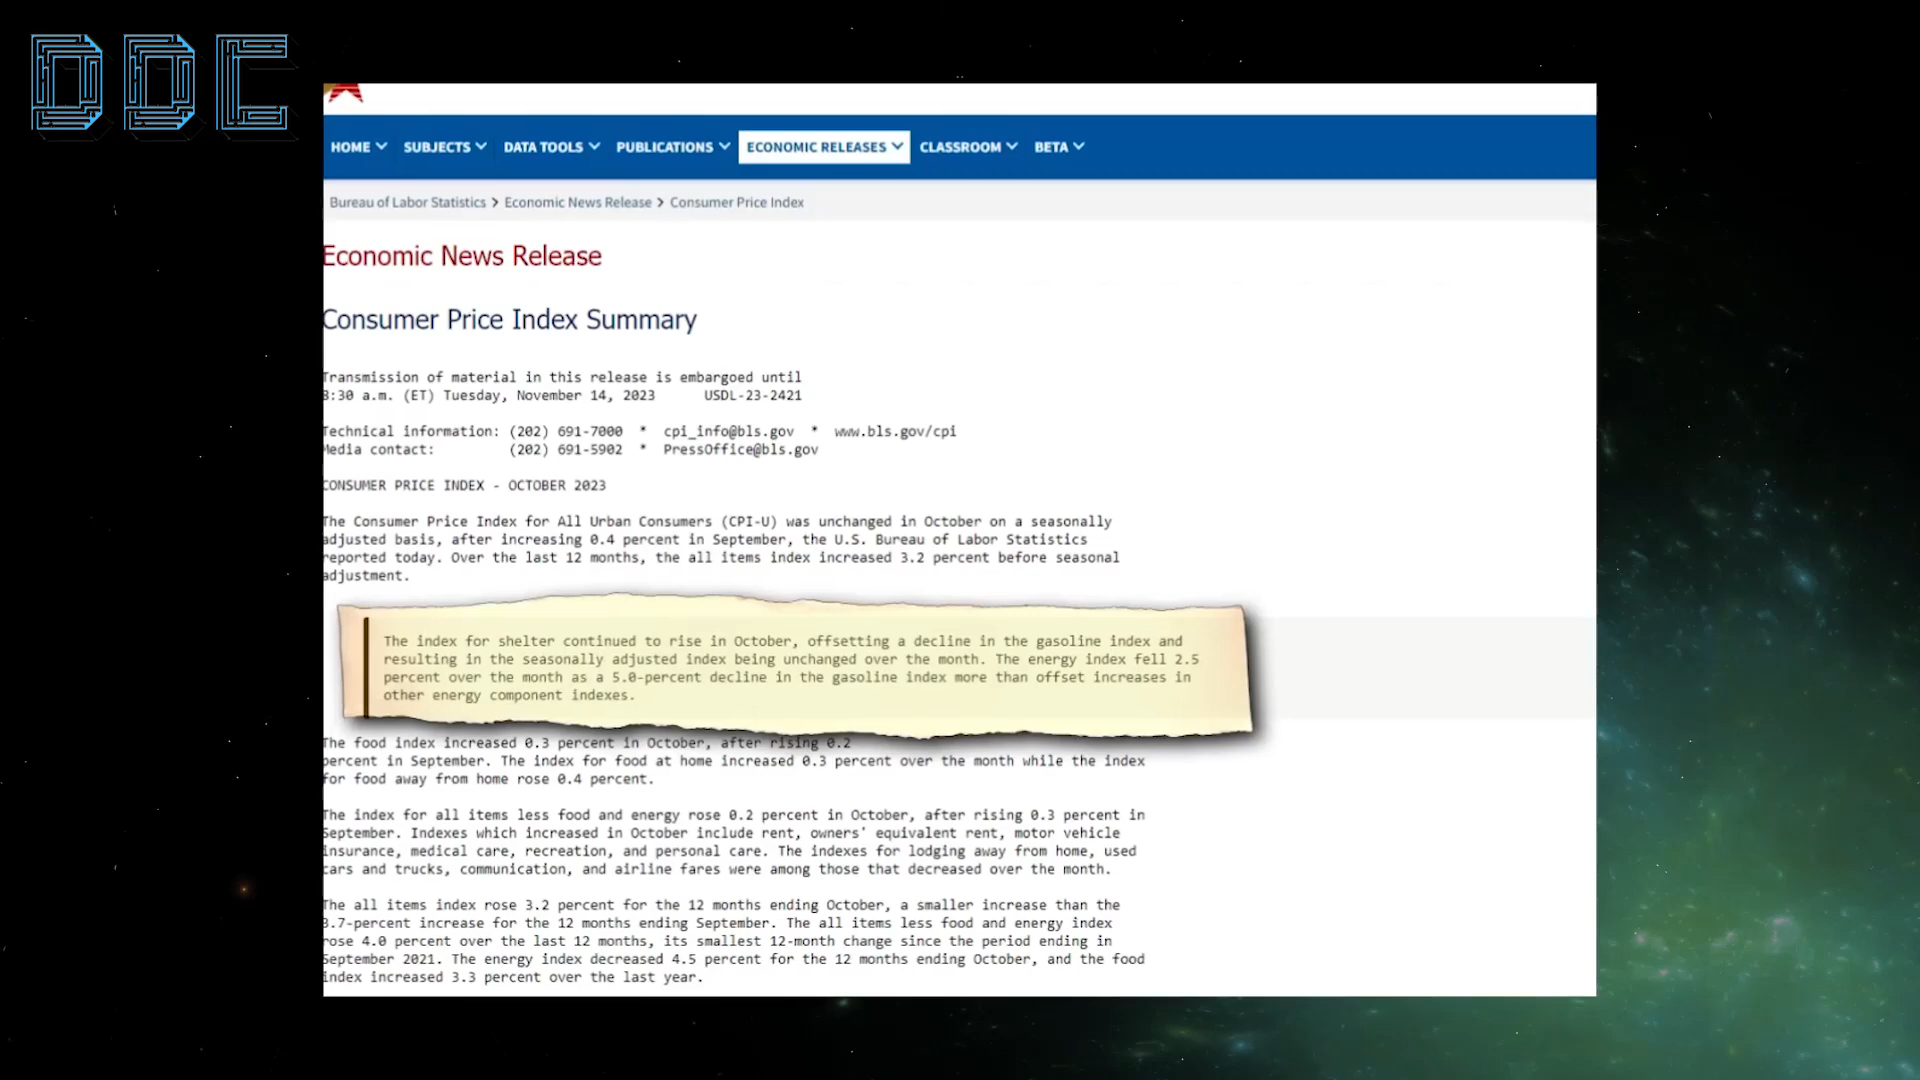 DDC
HOME SUBJECTS DATA TOOLS PUBLICATIONS ECONOMIC RELEASES CLASSROOM BETA
Bureau of Labor Statistics > Economic News Release > Consumer Price Index
Economic News Release
Consumer Price Index Summary
Transmission of material in this release is embargoed until
8:30 a.m. (ET) Tuesday, November 14, 2023 USDL-23-2421
Technical information: (202) 691-7000 * cpi_info@bls.gov * www.bls.gov/cpi
Media contact: (202) 691-5902 * PressOffice@bls.gov
CONSUMER PRICE INDEX - OCTOBER 2023
The Consumer Price Index for All Urban Consumers (CPI-U) was unchanged in October on a seasonally
adjusted basis, after increasing 0.4 percent in September, the U.S. Bureau of Labor Statistics
reported today. Over the last 12 months, the all items index increased 3.2 percent before seasonal
adjustment.
The index for shelter continued to rise in October, offsetting a decline in the gasoline index and
resulting in the seasonally adjusted index being unchanged over the month. The energy index fell 2.5
percent over the month as a 5.0-percent decline in the gasoline index more than offset increases in
other energy component indexes.
The food index increased 0.3 percent in October, after rising 0.2
percent in September. The index for food at home increased 0.3 percent over the month while the index
for food away from home rose 0.4 percent.
The index for all items less food and energy rose 0.2 percent in October, after rising 0.3 percent in
September. Indexes which increased in October include rent, owners' equivalent rent, motor vehicle
insurance, medical care, recreation, and personal care. The indexes for lodging away from home, used
cars and trucks, communication, and airline fares were among those that decreased over the month.
The all items index rose 3.2 percent for the 12 months ending October, a smaller increase than the
3.7-percent increase for the 12 months ending September. The all items less food and energy index
rose 4.0 percent over the last 12 months, its smallest 12-month change since the period ending in
September 2021. The energy index decreased 4.5 percent for the 12 months ending October, and the food
index increased 3.3 percent over the last year.